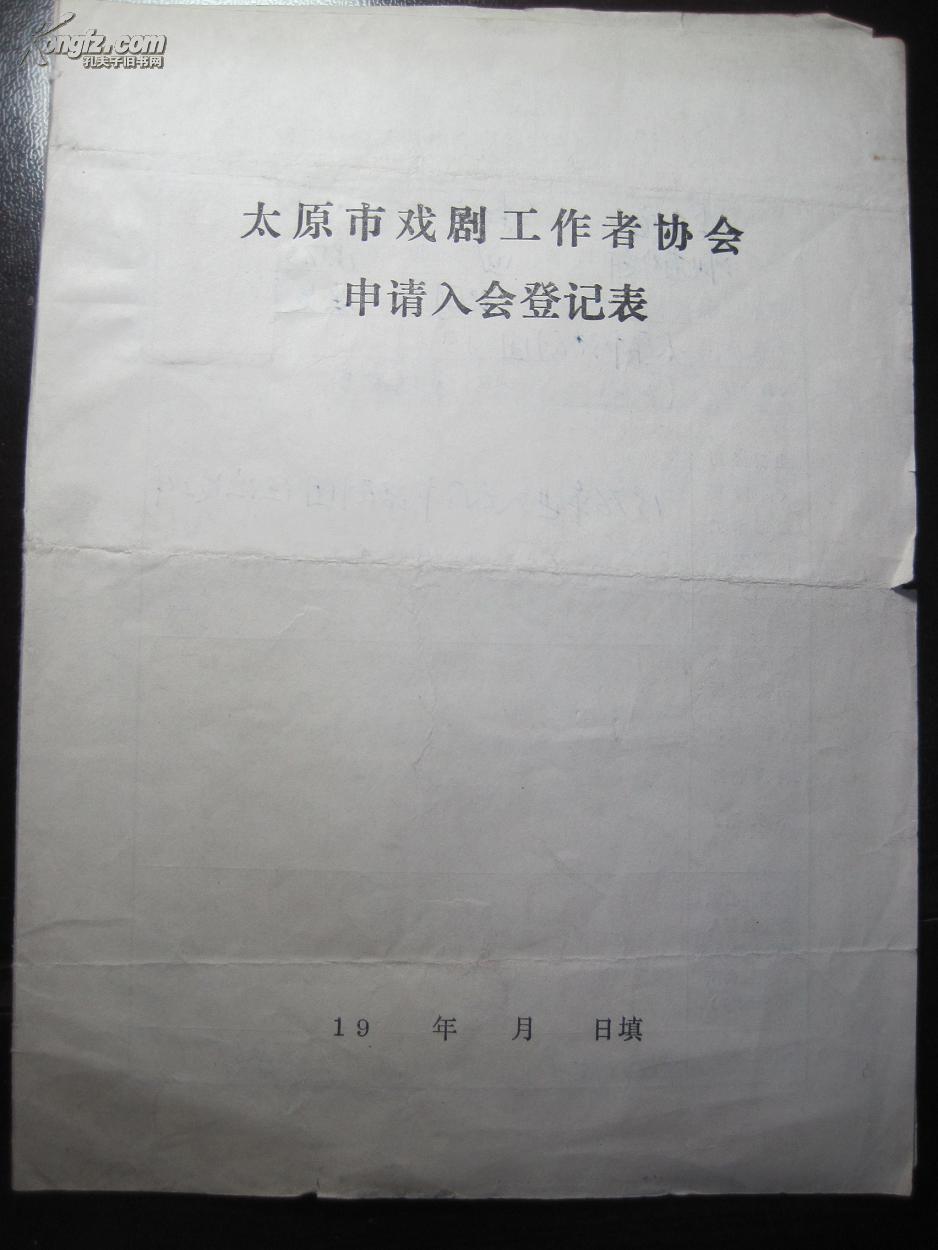 Kongfz.com
孔夫子旧书网
太原市戏剧工作者协会
申请入会登记表
19 年 月 日填